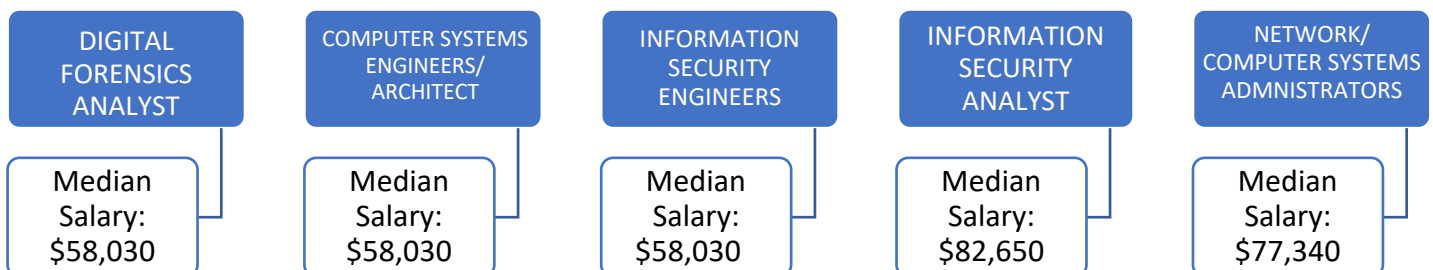 DIGITAL
FORENSICS
ANALYST
Median
Salary:
$58,030
COMPUTER SYSTEMS
ENGINEERS/
ARCHITECT
Median
Salary:
$58,030
INFORMATION
SECURITY
ENGINEERS
Median
Salary:
$58,030
INFORMATION
SECURITY
ANALYST
Median
Salary:
$82,650
NETWORK/
COMPUTER SYSTEMS
ADMNISTRATORS
Median
Salary:
$77,340